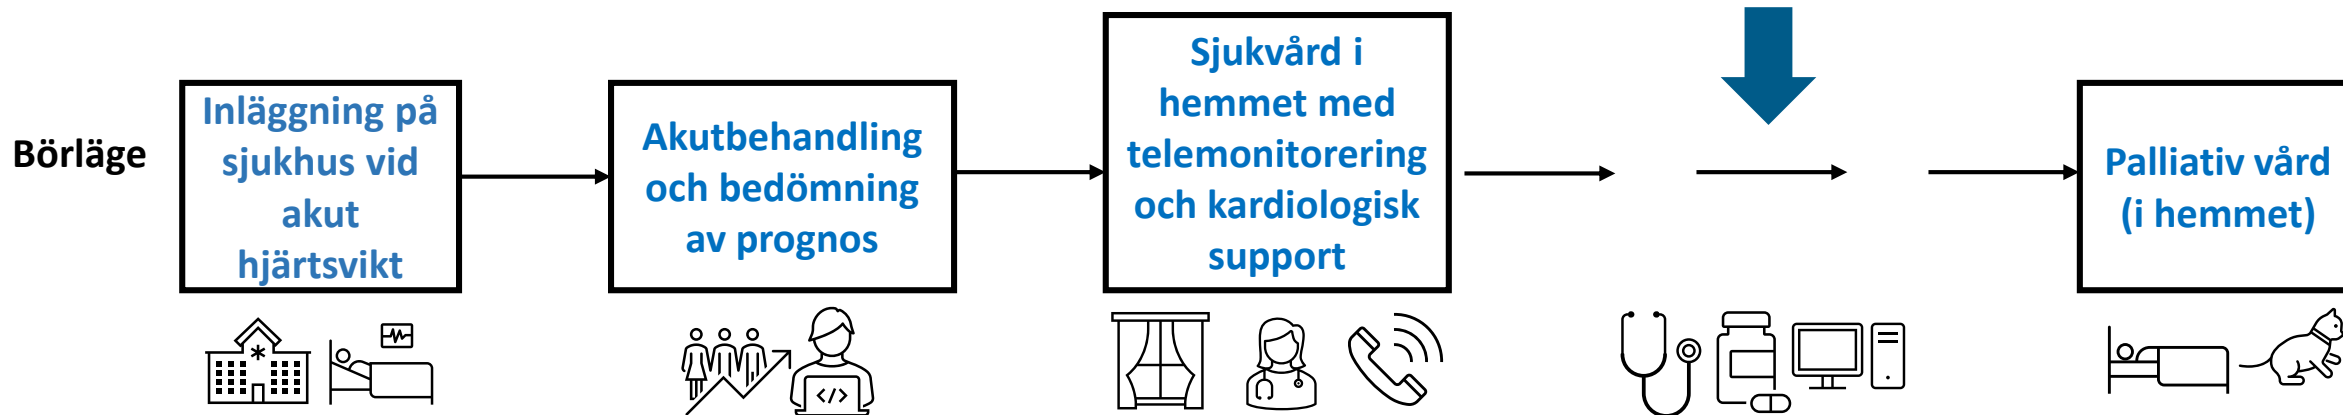 Börläge
Inläggning på
sjukhus vid
akut
hjärtsvikt
Akutbehandling
och bedömning
av prognos
Sjukvård i
hemmet med
telemonitorering
och kardiologisk
support
Palliativ vård
(i hemmet)
</>